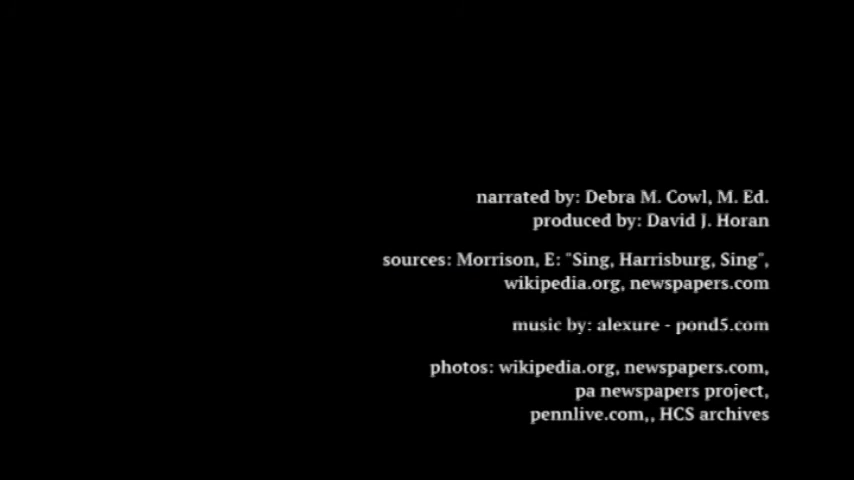 narrated by: Debra M. Cowl, M. Ed.
produced by: David J. Horan
sources: Morrison, E: "Sing, Harrisburg, Sing",
wikipedia.org, newspapers.com
music by: alexure - pond5.com
photos: wikipedia.org, newspapers.com,
pa newspapers project,
pennlive.com,, HCS archives